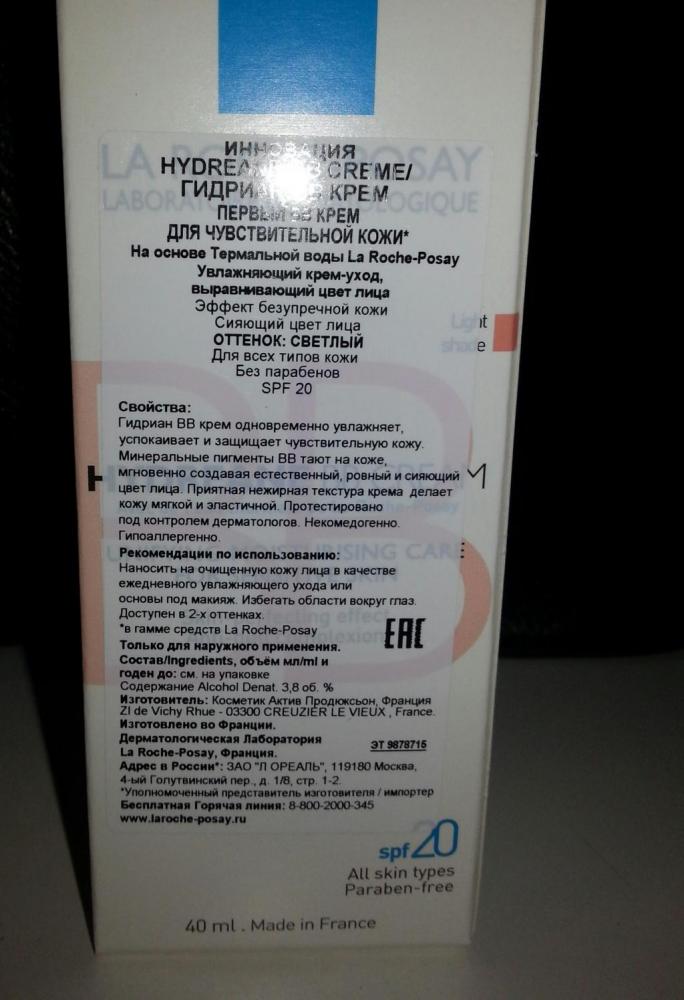 ИННОВАЦИЯ
CREME/
КРЕМ
ПЕРВЫЙ BB КРЕМ
ДЛЯ ЧУВСТВИТЕЛЬНОЙ КОЖИ*
На основе Термальной воды La Roche-Posay
Увлажняющий крем-уход,
выравнивающий цвет лица
Эффект безупречной кожи
Сияющий цвет лица
ОТТЕНОК: СВЕТЛЫЙ
Для всех типов кожи
Без парабенов
SPF 20
Light
shade
Свойства:
Гидриан BB крем одновременно увлажняет,
успокаивает и защищает чувствительную кожу.
Минеральные пигменты BB тают на коже,
мгновенно создавая естественный, ровный и сияющий
цвет лица. Приятная нежирная текстура крема делает
кожу мягкой и эластичной. Протестировано
под контролем дерматологов. Некомедогенно.
Гипоаллергенно.
Рекомендации по использованию:
Наносить на очищенную кожу лица в качестве
ежедневного увлажняющего ухода или
основы под макияж. Избегать области вокруг глаз.
Доступен в 2-х оттенках.
*в гамме средств La Roche-Posay
EAC
Только для наружного применения.
Состав/Ingredients, объём мл/ml и
годен до: см. на упаковке
Содержание Alcohol Denat. 3,8 об. %
Изготовитель: Косметик Актив Продюксьон, Франция
ZI de Vichy Rhue - 03300 CREUZIER LE VIEUX , France.
Изготовлено во Франции.
Дерматологическая Лаборатория
La Roche-Posay, Франция.
ЭТ 9878715
Адрес в России*: ЗАО "Л ОРЕАЛЬ", 119180 Москва,
4-ый Голутвинский пер., д. 1/8, стр. 1-2.
*Уполномоченный представитель изготовителя / импортер
Бесплатная Горячая линия: 8-800-2000-345
www.laroche-posay.ru
spf 20
All skin types
Paraben-free
40 ml . Made in France